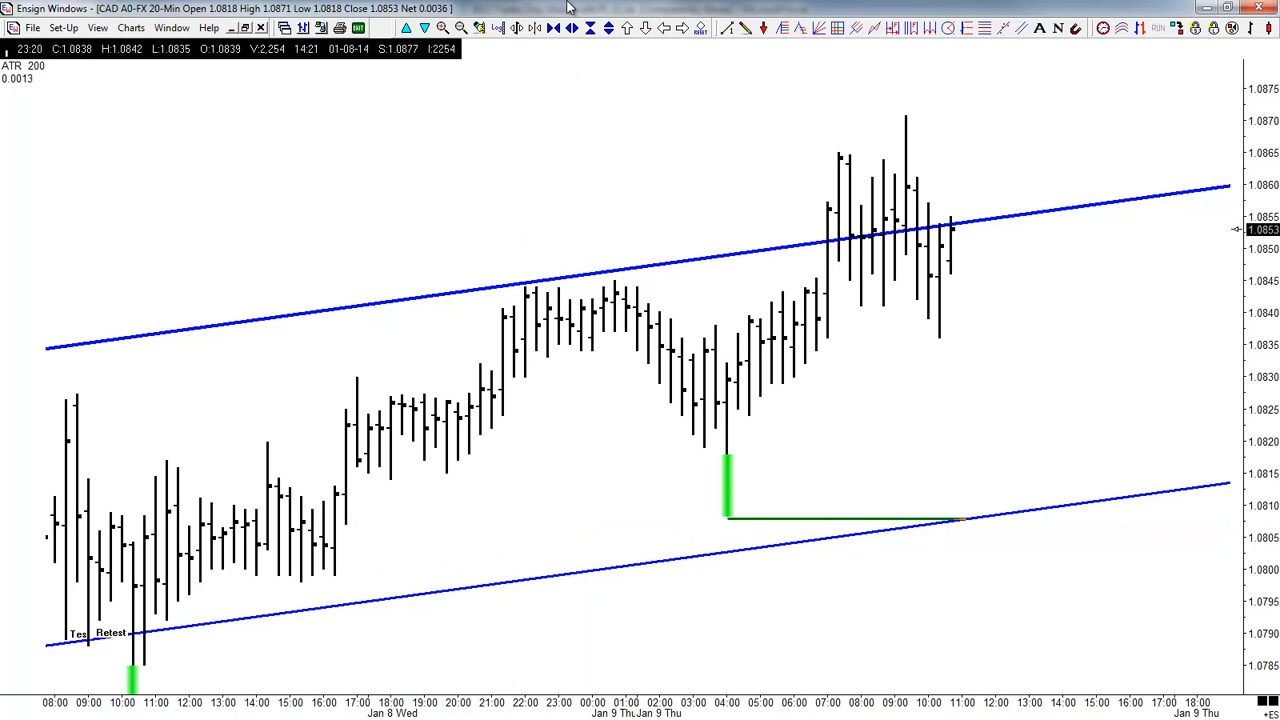 Ensign Windows - [CAD A0-FX 20-Min Open 1.0818 High 1.0871 Low 1.0818 Close 1.0853 Net 0.0036 ]
File Set-Up View Charts Window
23:20 C:1.0838 H:1.0842 L:1.0835 O:1.0839 V:2.254 14:21 01-08-14 S:1.0877 I:2254
ATR 200
0.0013
1.0875
1.0870
1.0865
1.0860
1.0855
1.0853
1.0850
1.0845
1.0840
1.0835
1.0830
1.0825
1.0820
1.0815
1.0810
1.0805
1.0800
1.0795
1.0790
1.0785
Tes Retest
08:00 09:00 10:00 11:00 12:00 13:00 14:00 15:00 16:00 17:00 18:00 19:00 20:00 21:00 22:00 23:00 00:00 01:00 02:00 03:00 04:00 05:00 06:00 07:00 08:00 09:00 10:00 11:00 12:00 13:00 14:00 15:00 16:00 17:00 18:00
Jan 8 Wed Jan 9 Thu Jan 9 Thu Jan 9 Thu
+ES